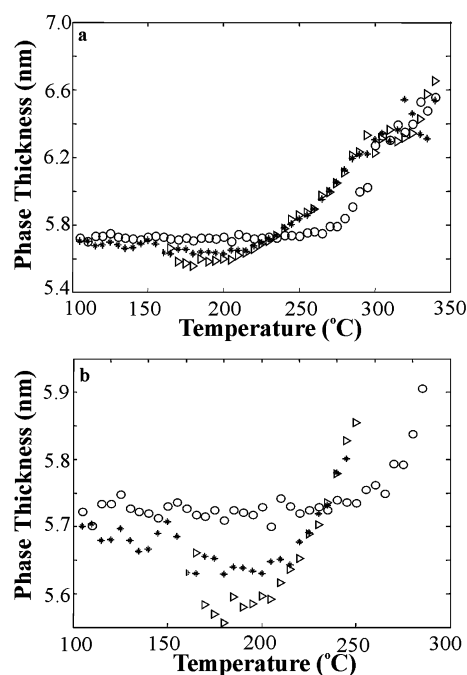 a
7.0
6.6
6.2
5.8
5.4
Phase Thickness (nm)
100 150 200 250 300 350
Temperature (°C)
b
5.9
5.8
5.7
5.6
Phase Thickness (nm)
100 150 200 250 300
Temperature (°C)